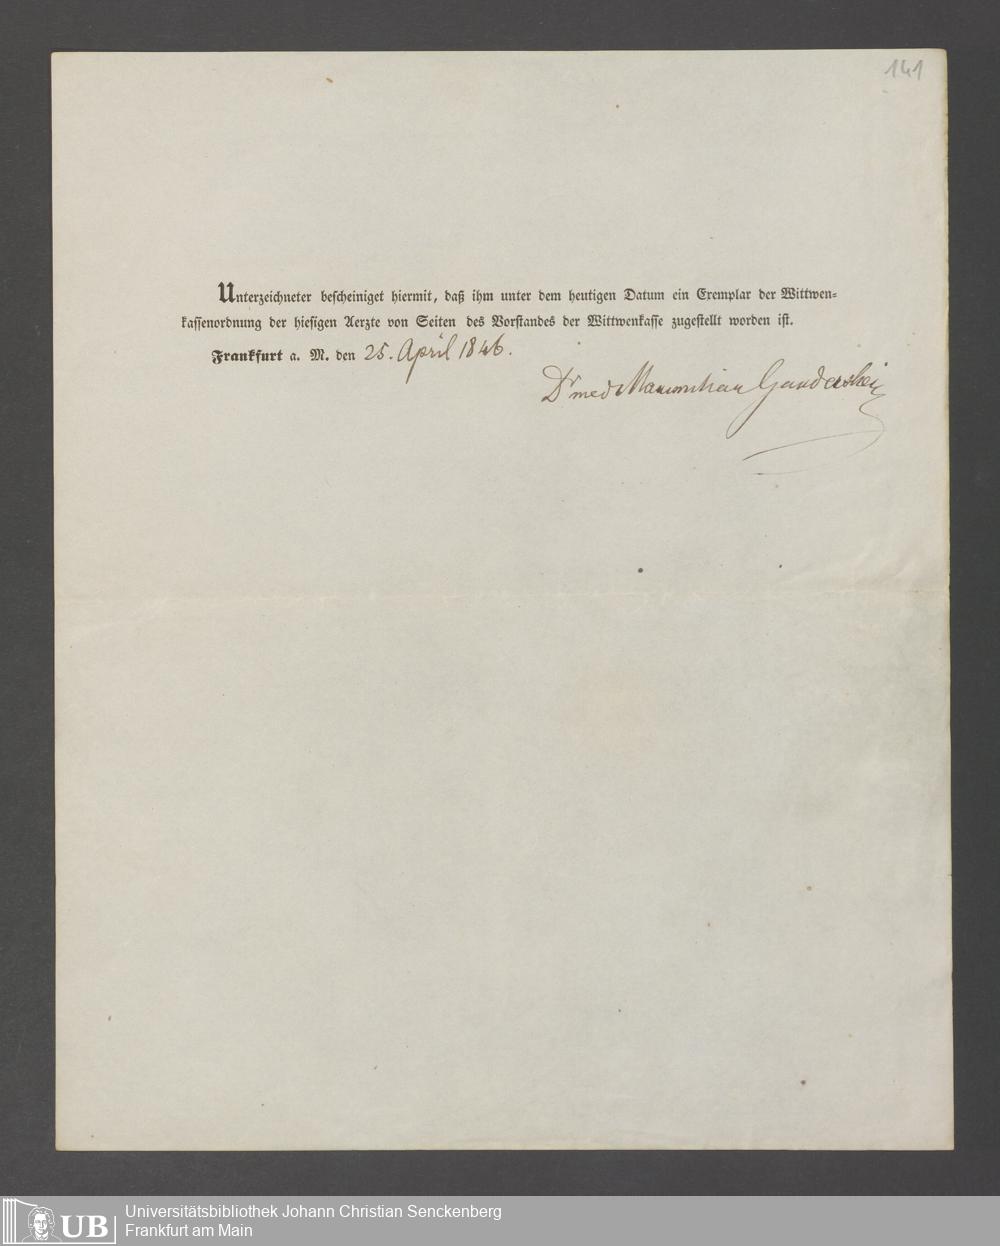 141
Unterzeichneter bescheiniget hiermit, daß ihm unter dem heutigen Datum ein Exemplar der Wittwen=
kassenordnung der hiesigen Aerzte von Seiten des Vorstandes der Wittwenkasse zugestellt worden ist.
Frankfurt a. M. den 25. April 1846.
Dr med Maximilian
UB
Universitätsbibliothek Johann Christian Senckenberg
Frankfurt am Main